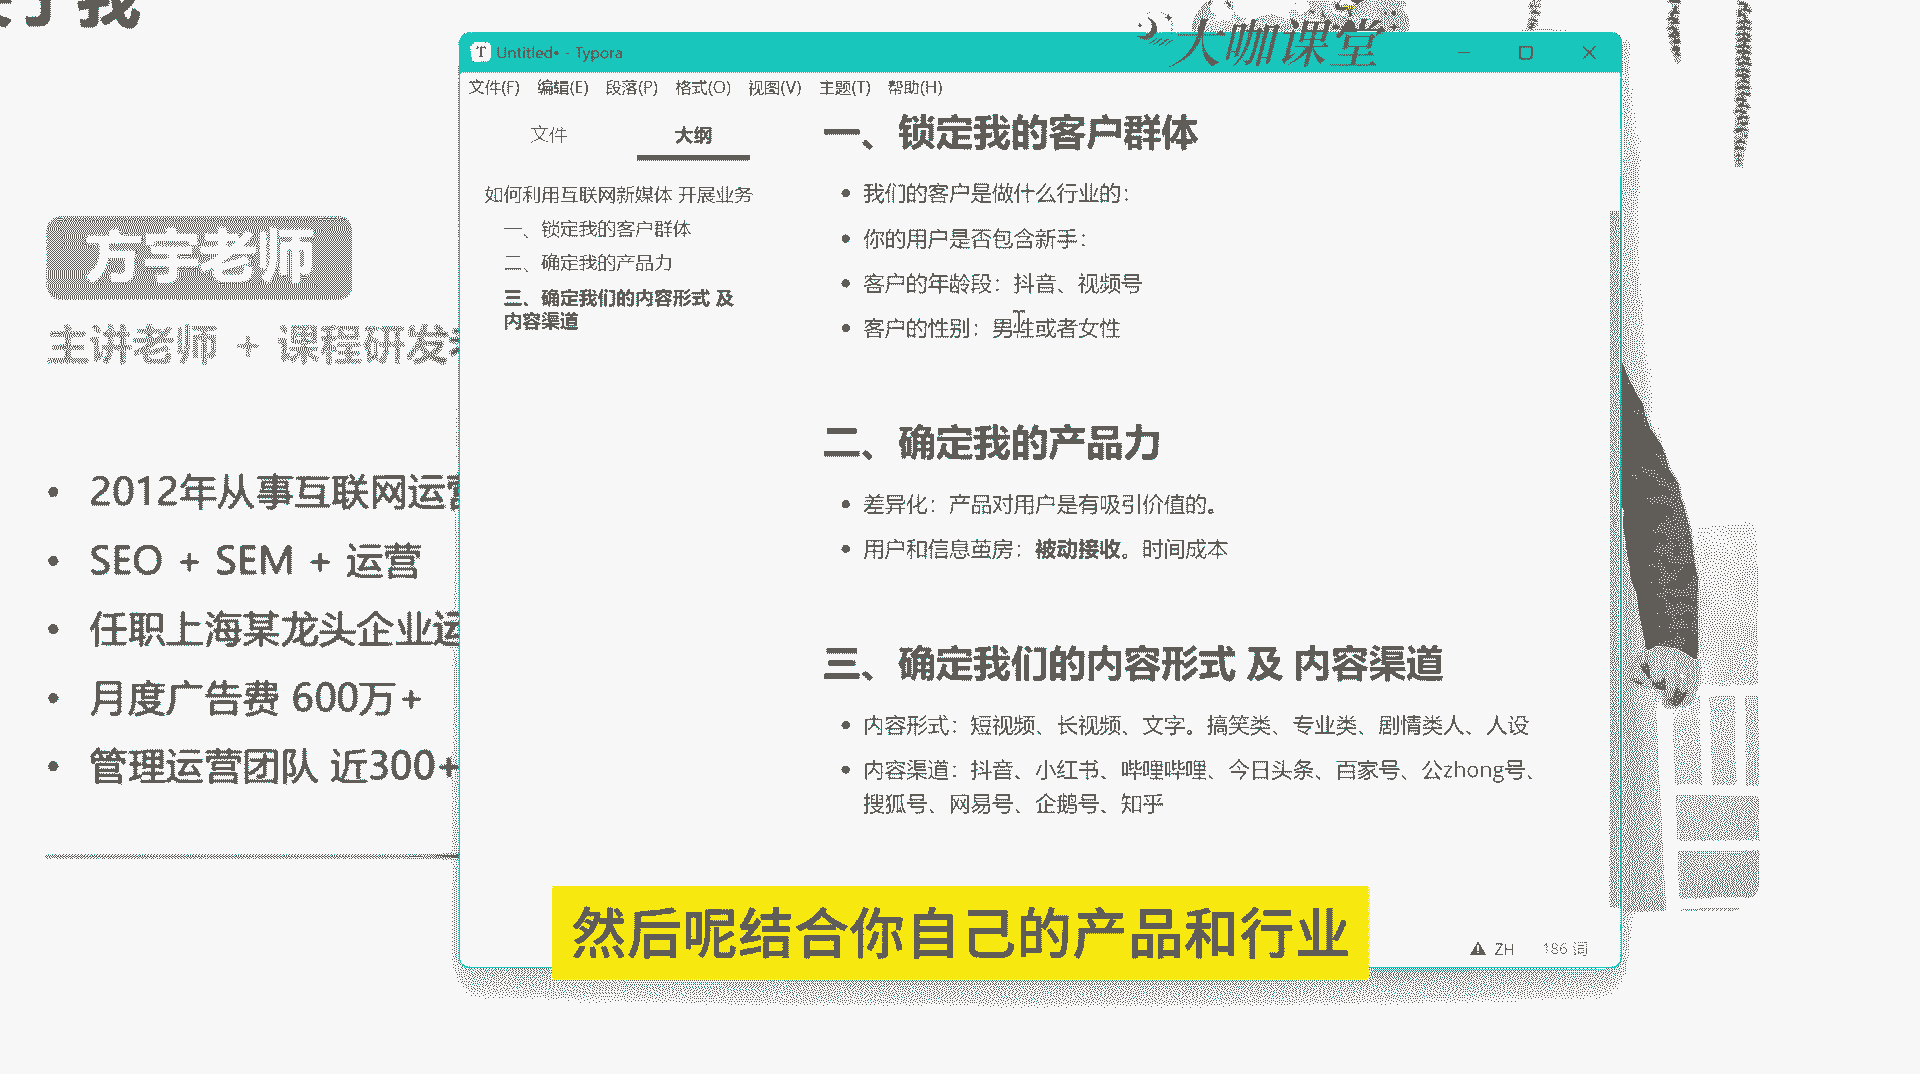 大咖课堂
Untitled• - Typora
文件(F) 编辑(E) 段落(P) 格式(O) 视图(V) 主题(T) 帮助(H)
文件 大纲
如何利用互联网新媒体 开展业务
一、锁定我的客户群体
二、确定我的产品力
三、确定我们的内容形式 及
内容渠道
一、锁定我的客户群体
• 我们的客户是做什么行业的：
• 你的用户是否包含新手：
• 客户的年龄段：抖音、视频号
• 客户的性别：男性或者女性
二、确定我的产品力
• 差异化：产品对用户是有吸引价值的。
• 用户和信息茧房：被动接收。时间成本
三、确定我们的内容形式 及 内容渠道
• 内容形式：短视频、长视频、文字。搞笑类、专业类、剧情类人、人设
• 内容渠道：抖音、小红书、哔哩哔哩、今日头条、百家号、公zhong号、
搜狐号、网易号、企鹅号、知乎
ZH 186 词
方宇老师
主讲老师 + 课程研发
• 2012年从事互联网运营
• SEO + SEM + 运营
• 任职上海某龙头企业运
• 月度广告费 600万+
• 管理运营团队 近300+
然后呢结合你自己的产品和行业